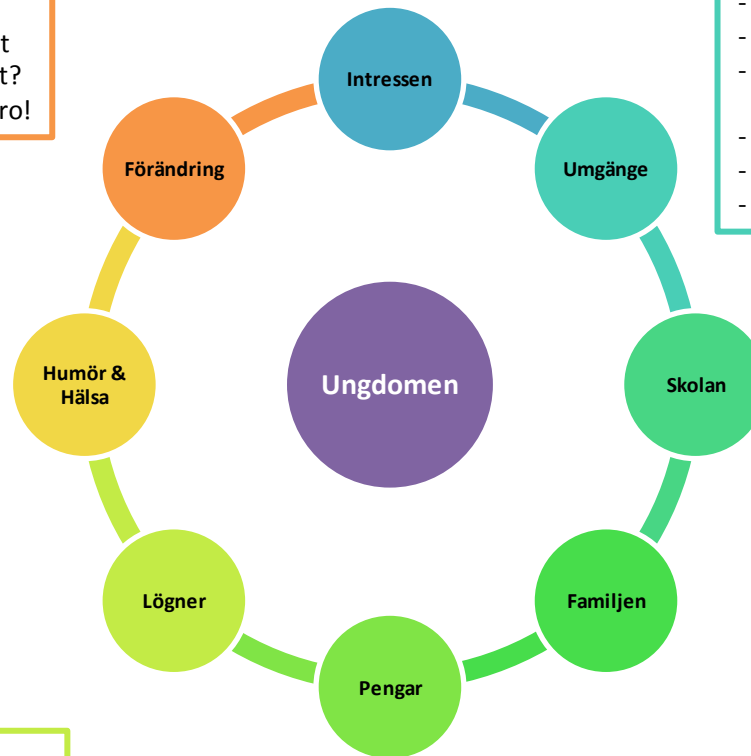 t
t?
ro!
Intressen
Förändring
Umgänge
-
-
-
-
-
-
Humör &
Hälsa
Ungdomen
Skolan
Lögner
Familjen
Pengar